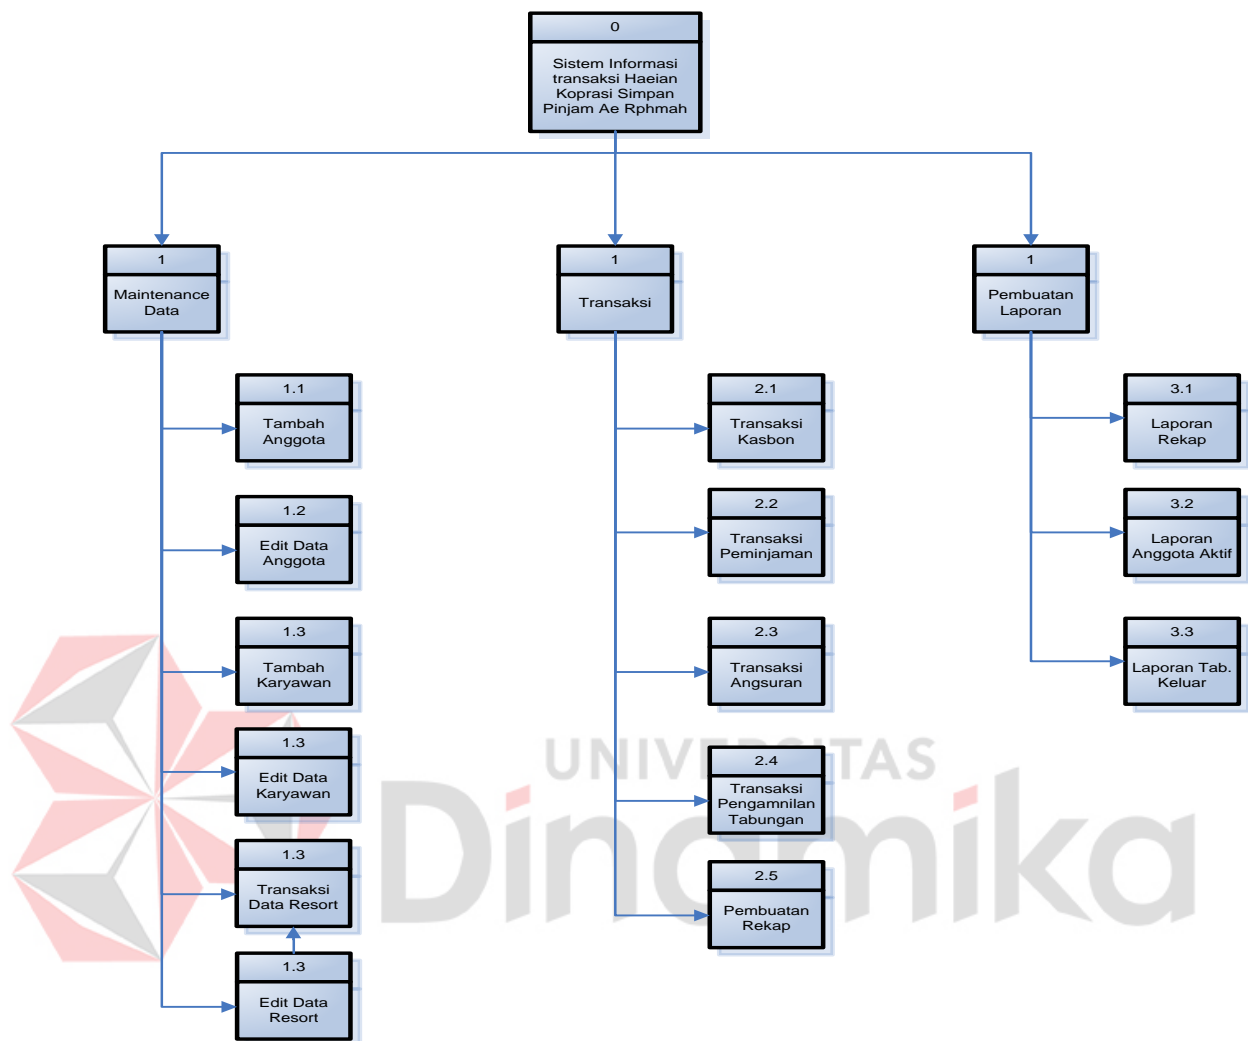 0
Sistem Informasi
transaksi Haeian
Koprasi Simpan
Pinjam Ae Rphmah
1
Maintenance
Data
1
Transaksi
1
Pembuatan
Laporan
1.1
Tambah
Anggota
1.2
Edit Data
Anggota
1.3
Tambah
Karyawan
1.3
Edit Data
Karyawan
1.3
Transaksi
Data Resort
1.3
Edit Data
Resort
2.1
Transaksi
Kasbon
2.2
Transaksi
Peminjaman
2.3
Transaksi
Angsuran
2.4
Transaksi
Pengamnilan
Tabungan
2.5
Pembuatan
Rekap
3.1
Laporan
Rekap
3.2
Laporan
Anggota Aktif
3.3
Laporan Tab.
Keluar
UNIVERSITAS
Dinamika